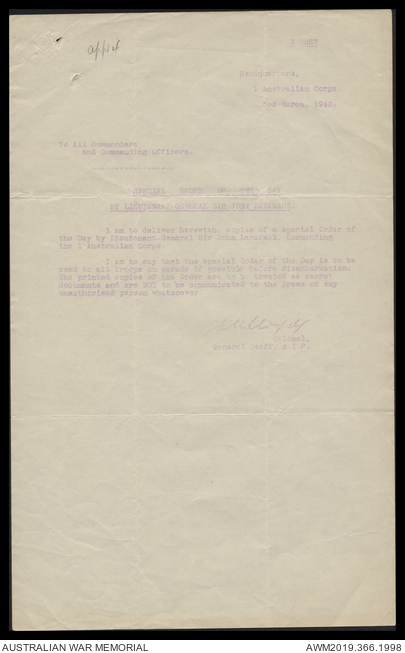 app 4
SECRET
Headquarters,
1 Australian Corps.
3rd March, 1942.
To All Commanders
and Commanding Officers.
SPECIAL ORDER OF THE DAY
BY LIEUTENANT-GENERAL SIR JOHN LAVARACK.
I am to deliver herewith copies of a special Order of
the Day by Lieutenant-General Sir John Lavarack, Commanding
the 1 Australian Corps
I am to say that the special Order of the Day is to be
read to all troops on parade if possible before disembarkation.
The printed copies of the Order are to be treated as secret
documents and are NOT to be communicated to the Press or any
unauthorised person whatsoever.
Colonel,
General Staff, A.I.F.
AUSTRALIAN WAR MEMORIAL
AWM2019.366.1998